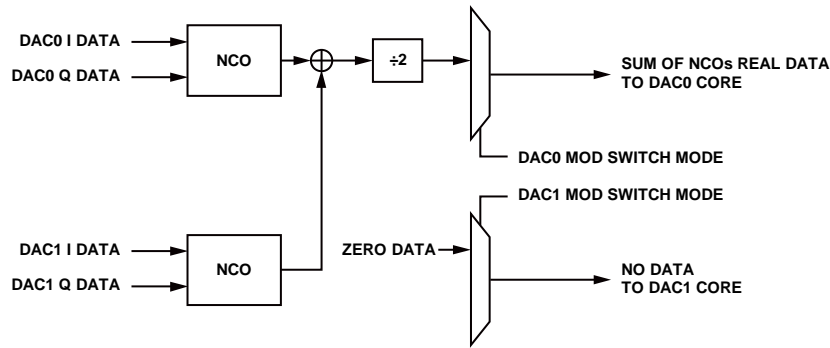 DAC0 I DATA
DAC0 Q DATA
NCO
÷2
SUM OF NCOs REAL DATA
TO DAC0 CORE
DAC0 MOD SWITCH MODE
DAC1 MOD SWITCH MODE
DAC1 I DATA
DAC1 Q DATA
NCO
ZERO DATA
NO DATA
TO DAC1 CORE